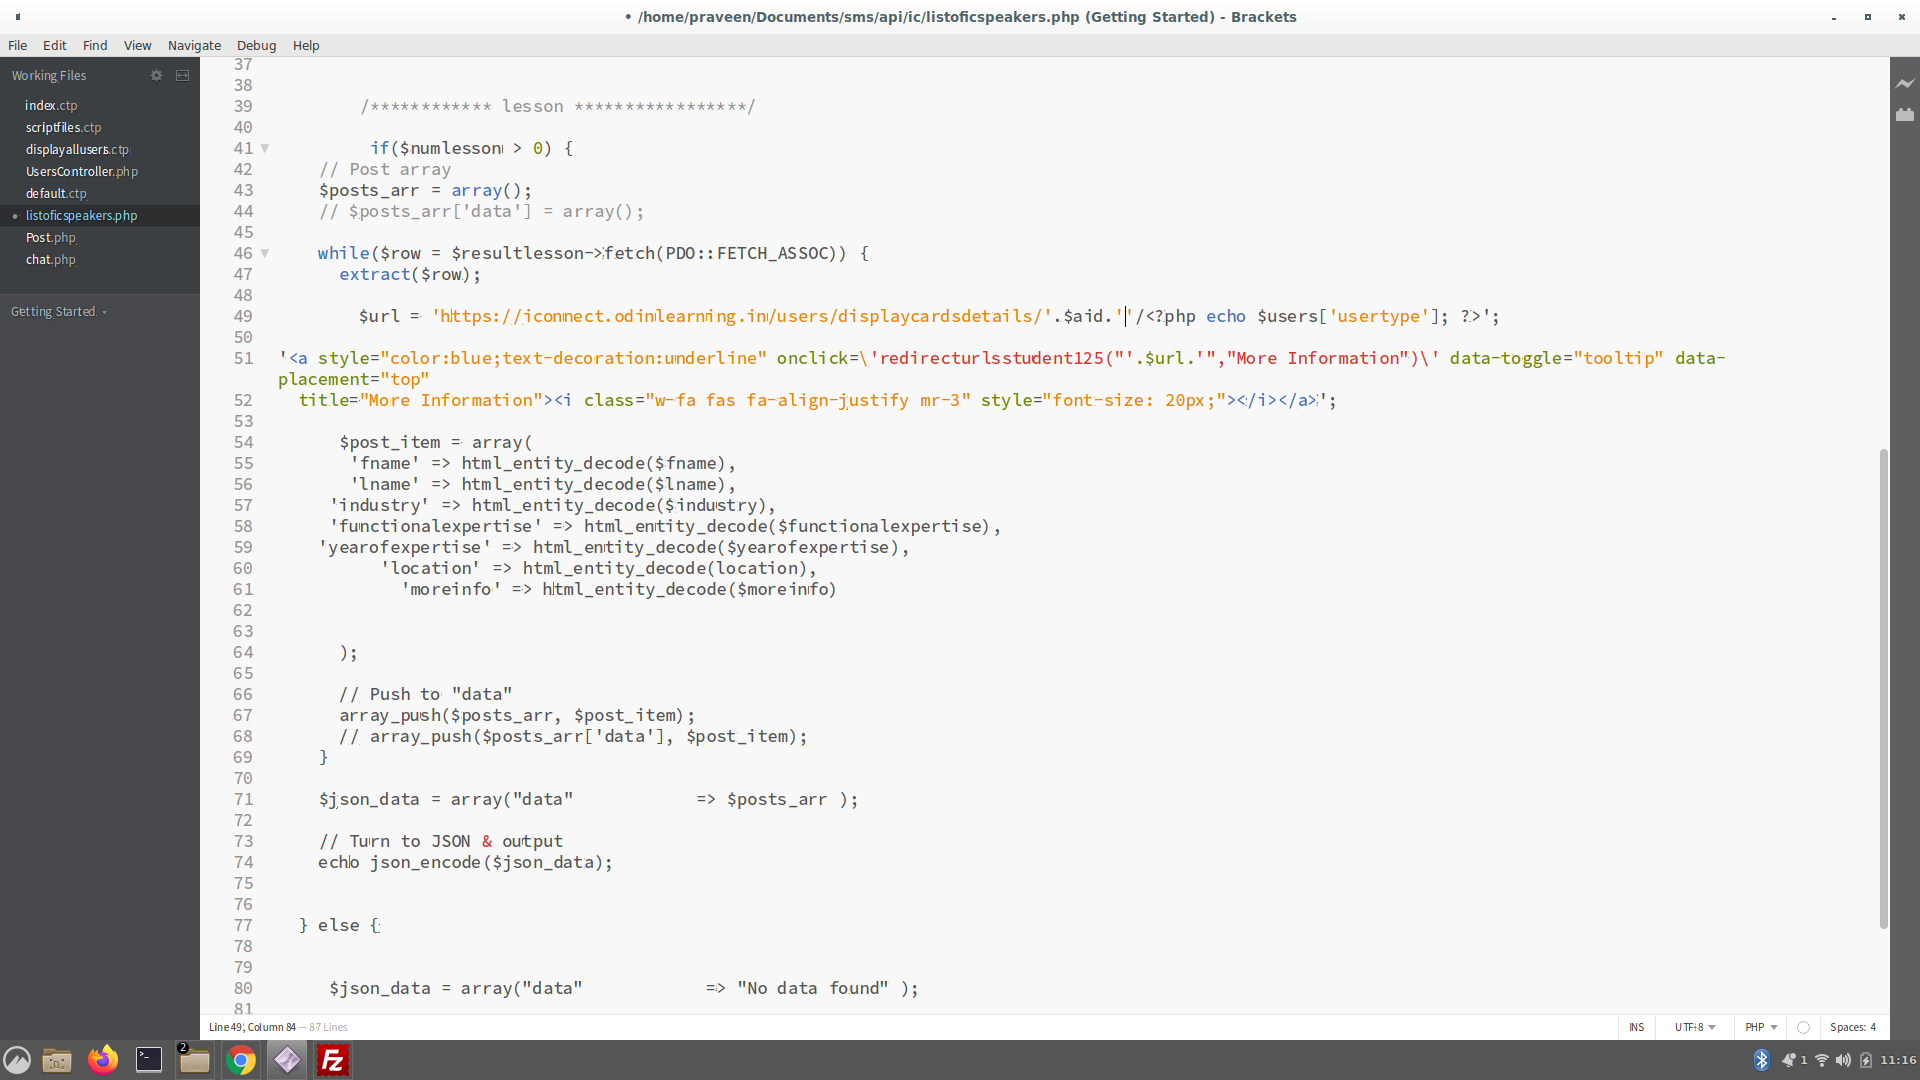 • /home/praveen/Documents/sms/api/ic/listoficspeakers.php (Getting Started) - Brackets
File Edit Find View Navigate Debug Help
Working Files
index.ctp
scriptfiles.ctp
displayallusers.ctp
UsersController.php
default.ctp
listoficspeakers.php
Post.php
chat.php
Getting Started
37
38
39 /************ lesson *****************/
40
41 if($numlesson > 0) {
42 // Post array
43 $posts_arr = array();
44 // $posts_arr['data'] = array();
45
46 while($row = $resultlesson->fetch(PDO::FETCH_ASSOC)) {
47 extract($row);
48
49 $url = 'https://iconnect.odinlearning.in/users/displaycardsdetails/'.$aid.''/<?php echo $users['usertype']; ?>';
50
51 '<a style="color:blue;text-decoration:underline" onclick=\'redirecturlsstudent125("'.$url.'","More Information")\' data-toggle="tooltip" data-
placement="top"
52 title="More Information"><i class="w-fa fas fa-align-justify mr-3" style="font-size: 20px;"></i></a>';
53
54 $post_item = array(
55 'fname' => html_entity_decode($fname),
56 'lname' => html_entity_decode($lname),
57 'industry' => html_entity_decode($industry),
58 'functionalexpertise' => html_entity_decode($functionalexpertise),
59 'yearofexpertise' => html_entity_decode($yearofexpertise),
60 'location' => html_entity_decode(location),
61 'moreinfo' => html_entity_decode($moreinfo)
62
63
64 );
65
66 // Push to "data"
67 array_push($posts_arr, $post_item);
68 // array_push($posts_arr['data'], $post_item);
69 }
70
71 $json_data = array("data" => $posts_arr );
72
73 // Turn to JSON & output
74 echo json_encode($json_data);
75
76
77 } else {
78
79
80 $json_data = array("data" => "No data found" );
81
Line 49, Column 84 — 87 Lines
INS UTF-8 PHP Spaces: 4
2
1 11:16